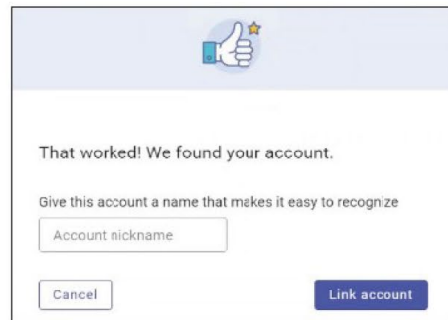 That worked! We found your account.
Give this account a name that makes it easy to recognize
Account nickname
Cancel
Link account